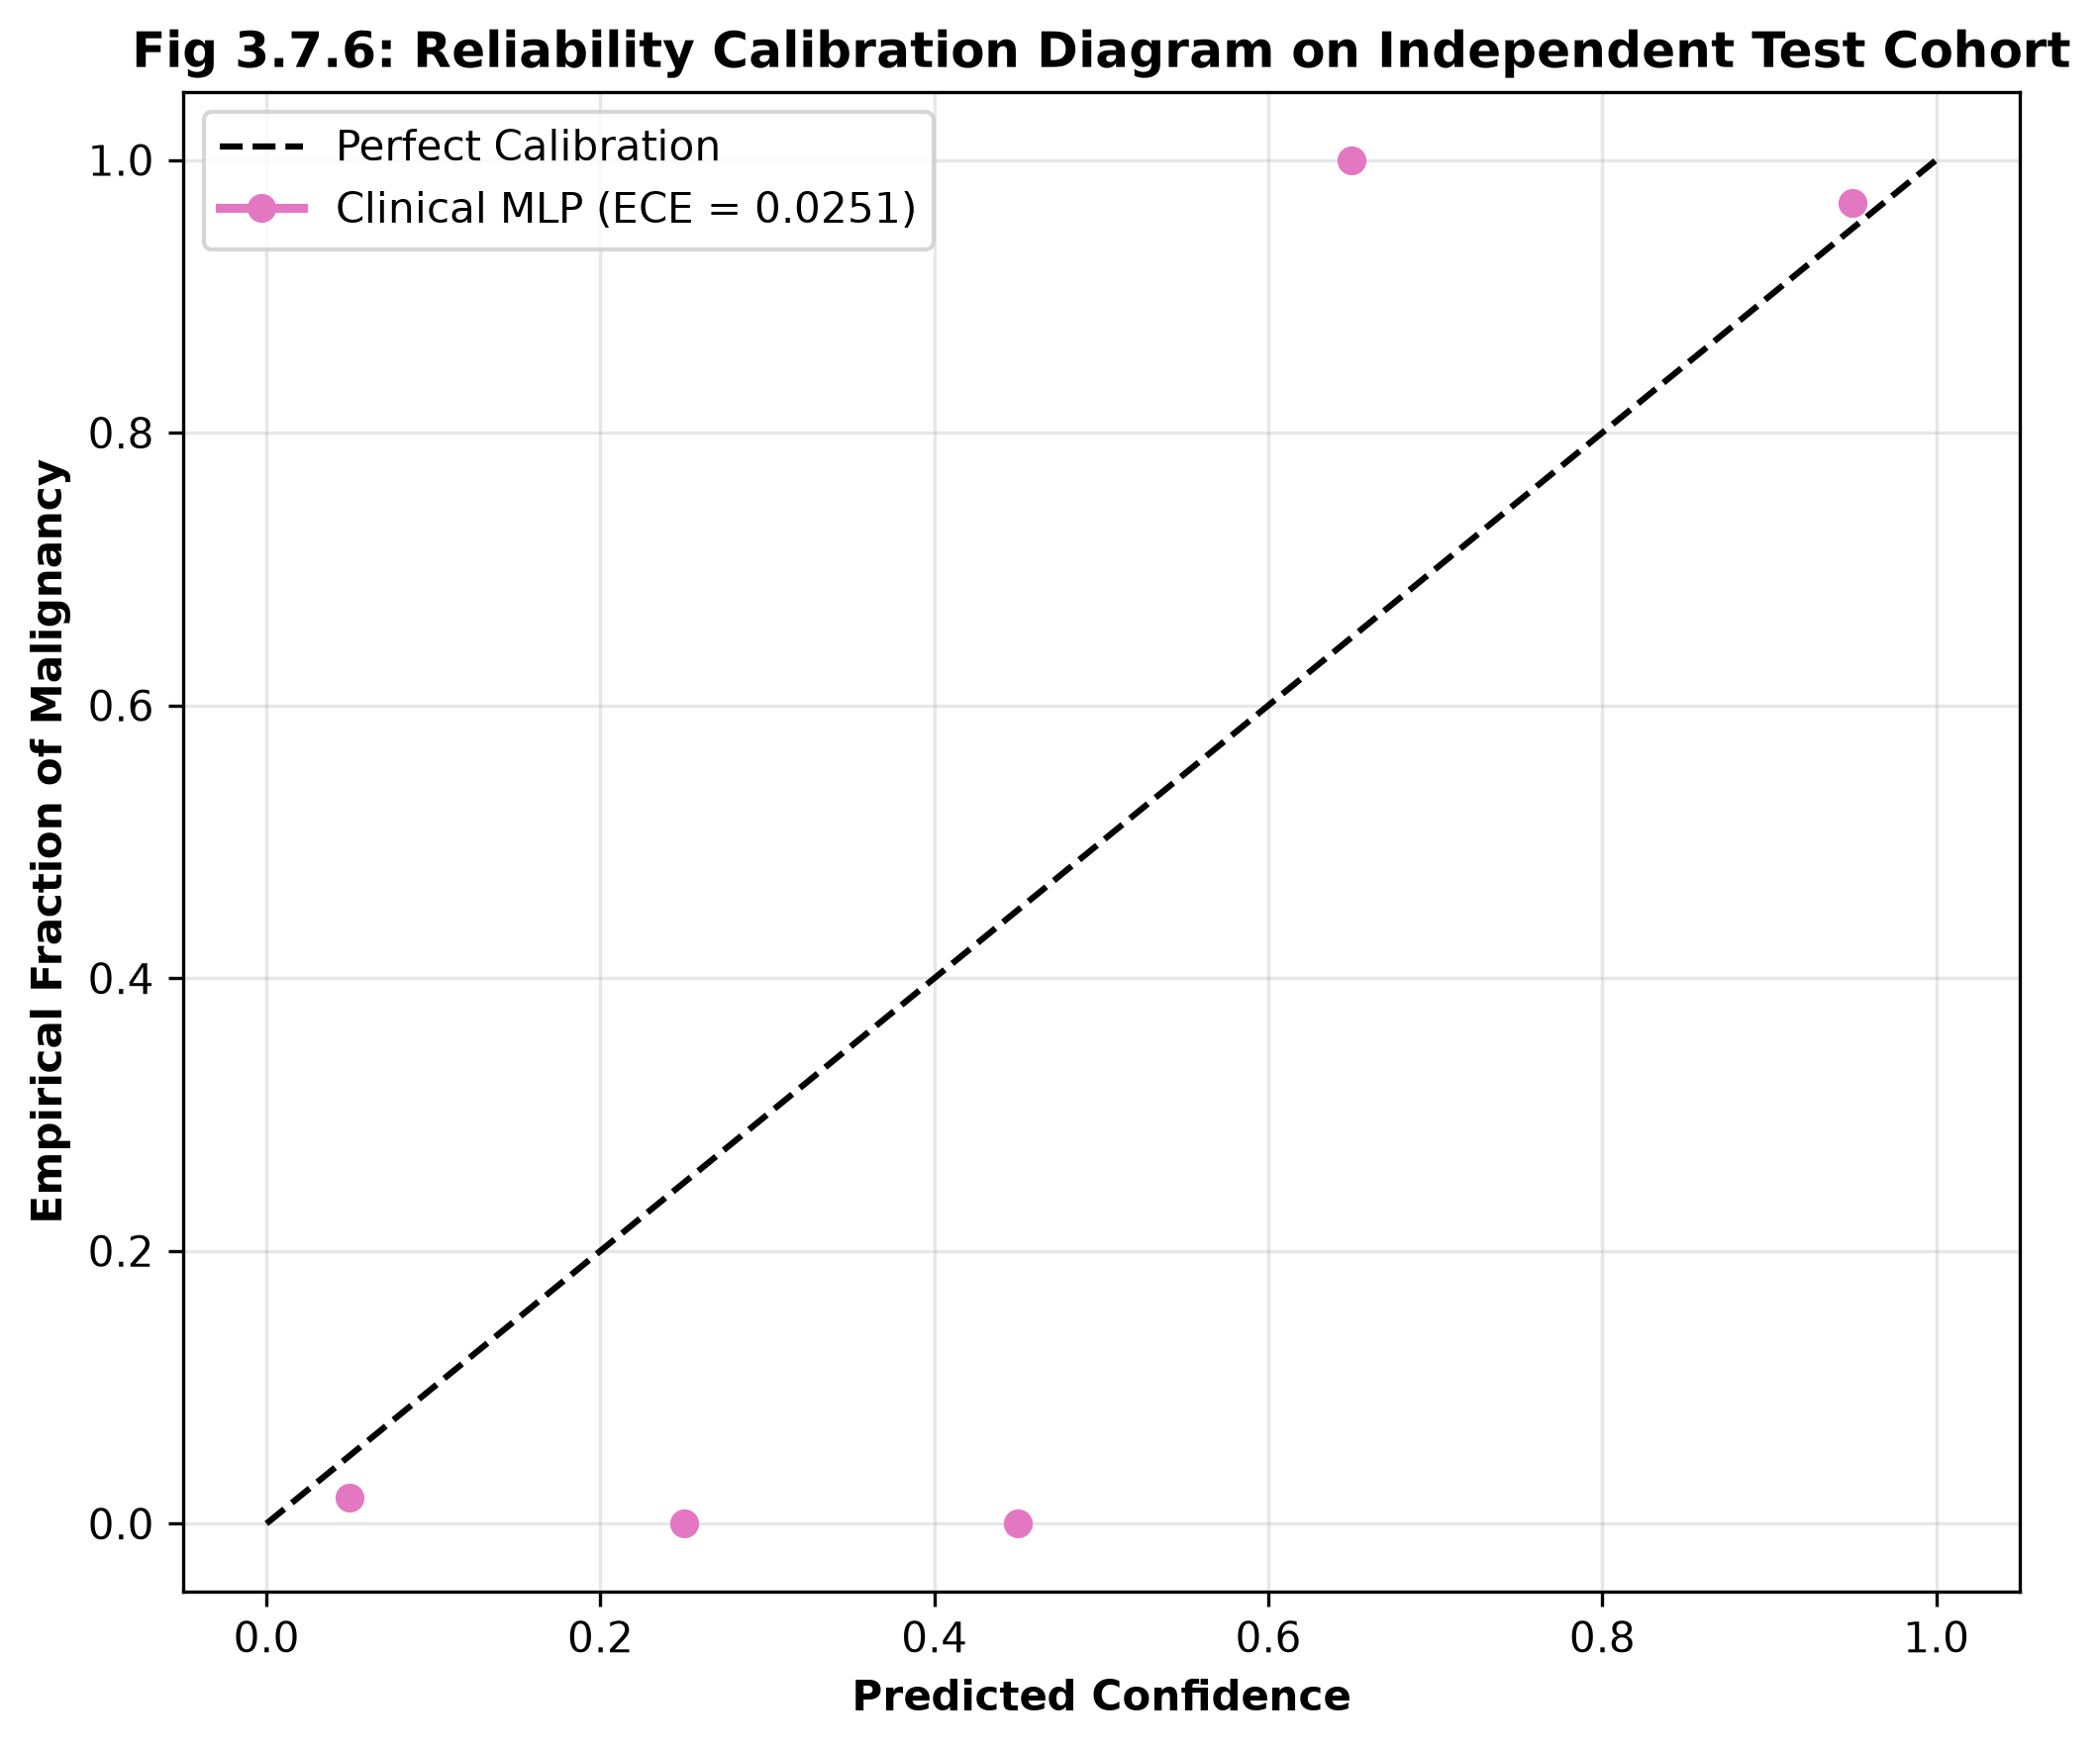 Fig 3.7.6: Reliability Calibration Diagram on Independent Test Cohort
Perfect Calibration
Clinical MLP (ECE = 0.0251)
1.0
0.8
0.6
0.4
0.2
0.0
Empirical Fraction of Malignancy
0.0 0.2 0.4 0.6 0.8 1.0
Predicted Confidence